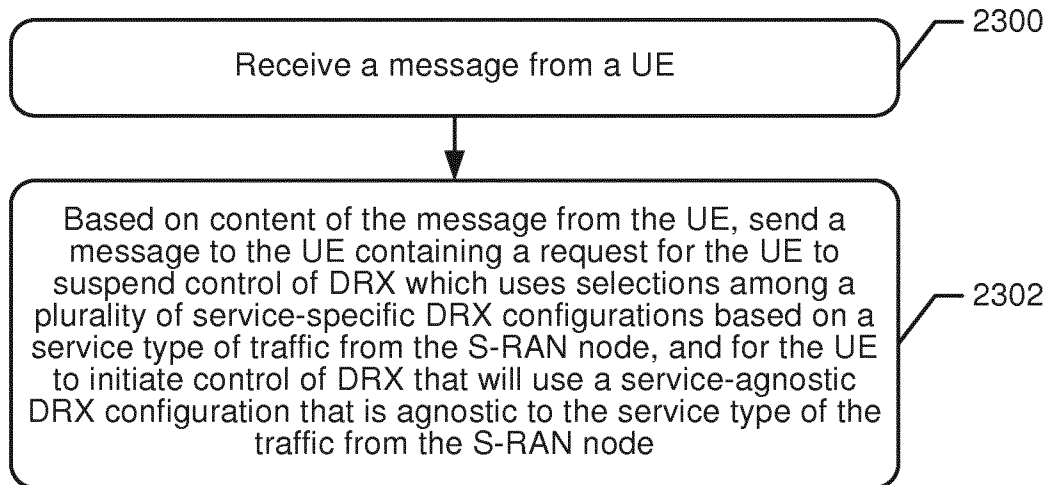 2300
Receive a message from a UE
Based on content of the message from the UE, send a
message to the UE containing a request for the UE to
suspend control of DRX which uses selections among a
plurality of service-specific DRX configurations based on a
service type of traffic from the S-RAN node, and for the UE
to initiate control of DRX that will use a service-agnostic
DRX configuration that is agnostic to the service type of the
traffic from the S-RAN node
2302